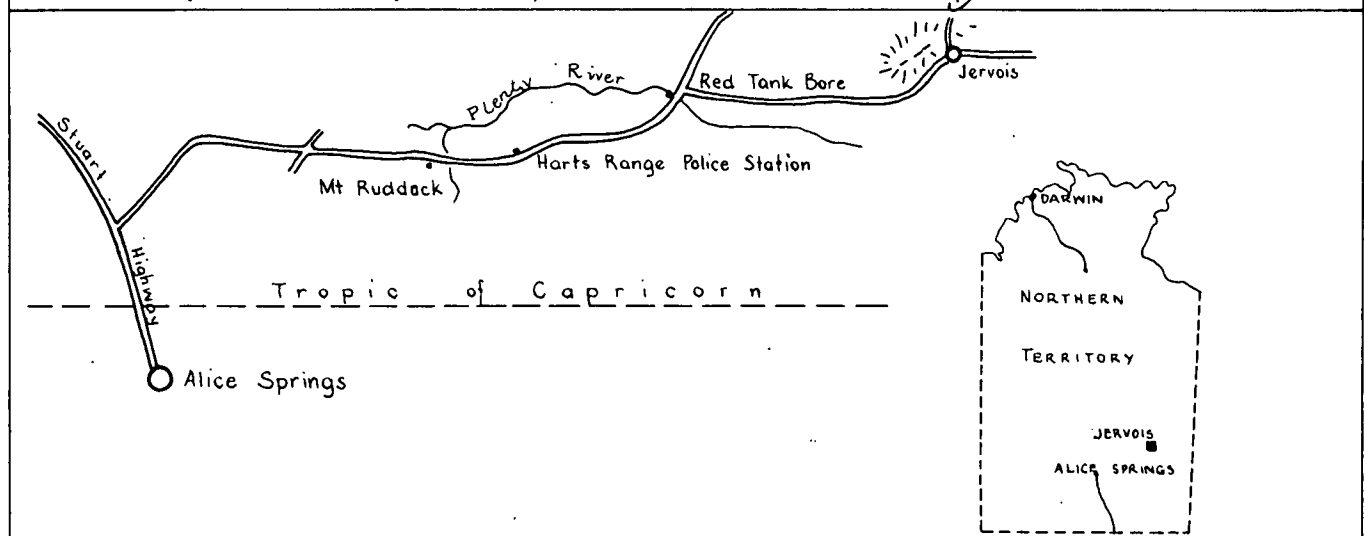 River
Plenty
Red Tank Bore
Jervois
Stuart
Harts Range Police Station
Mt Ruddock
DARWIN
Highway
Tropic of Capricorn
NORTHERN
TERRITORY
Alice Springs
JERVOIS
ALICE SPRINGS